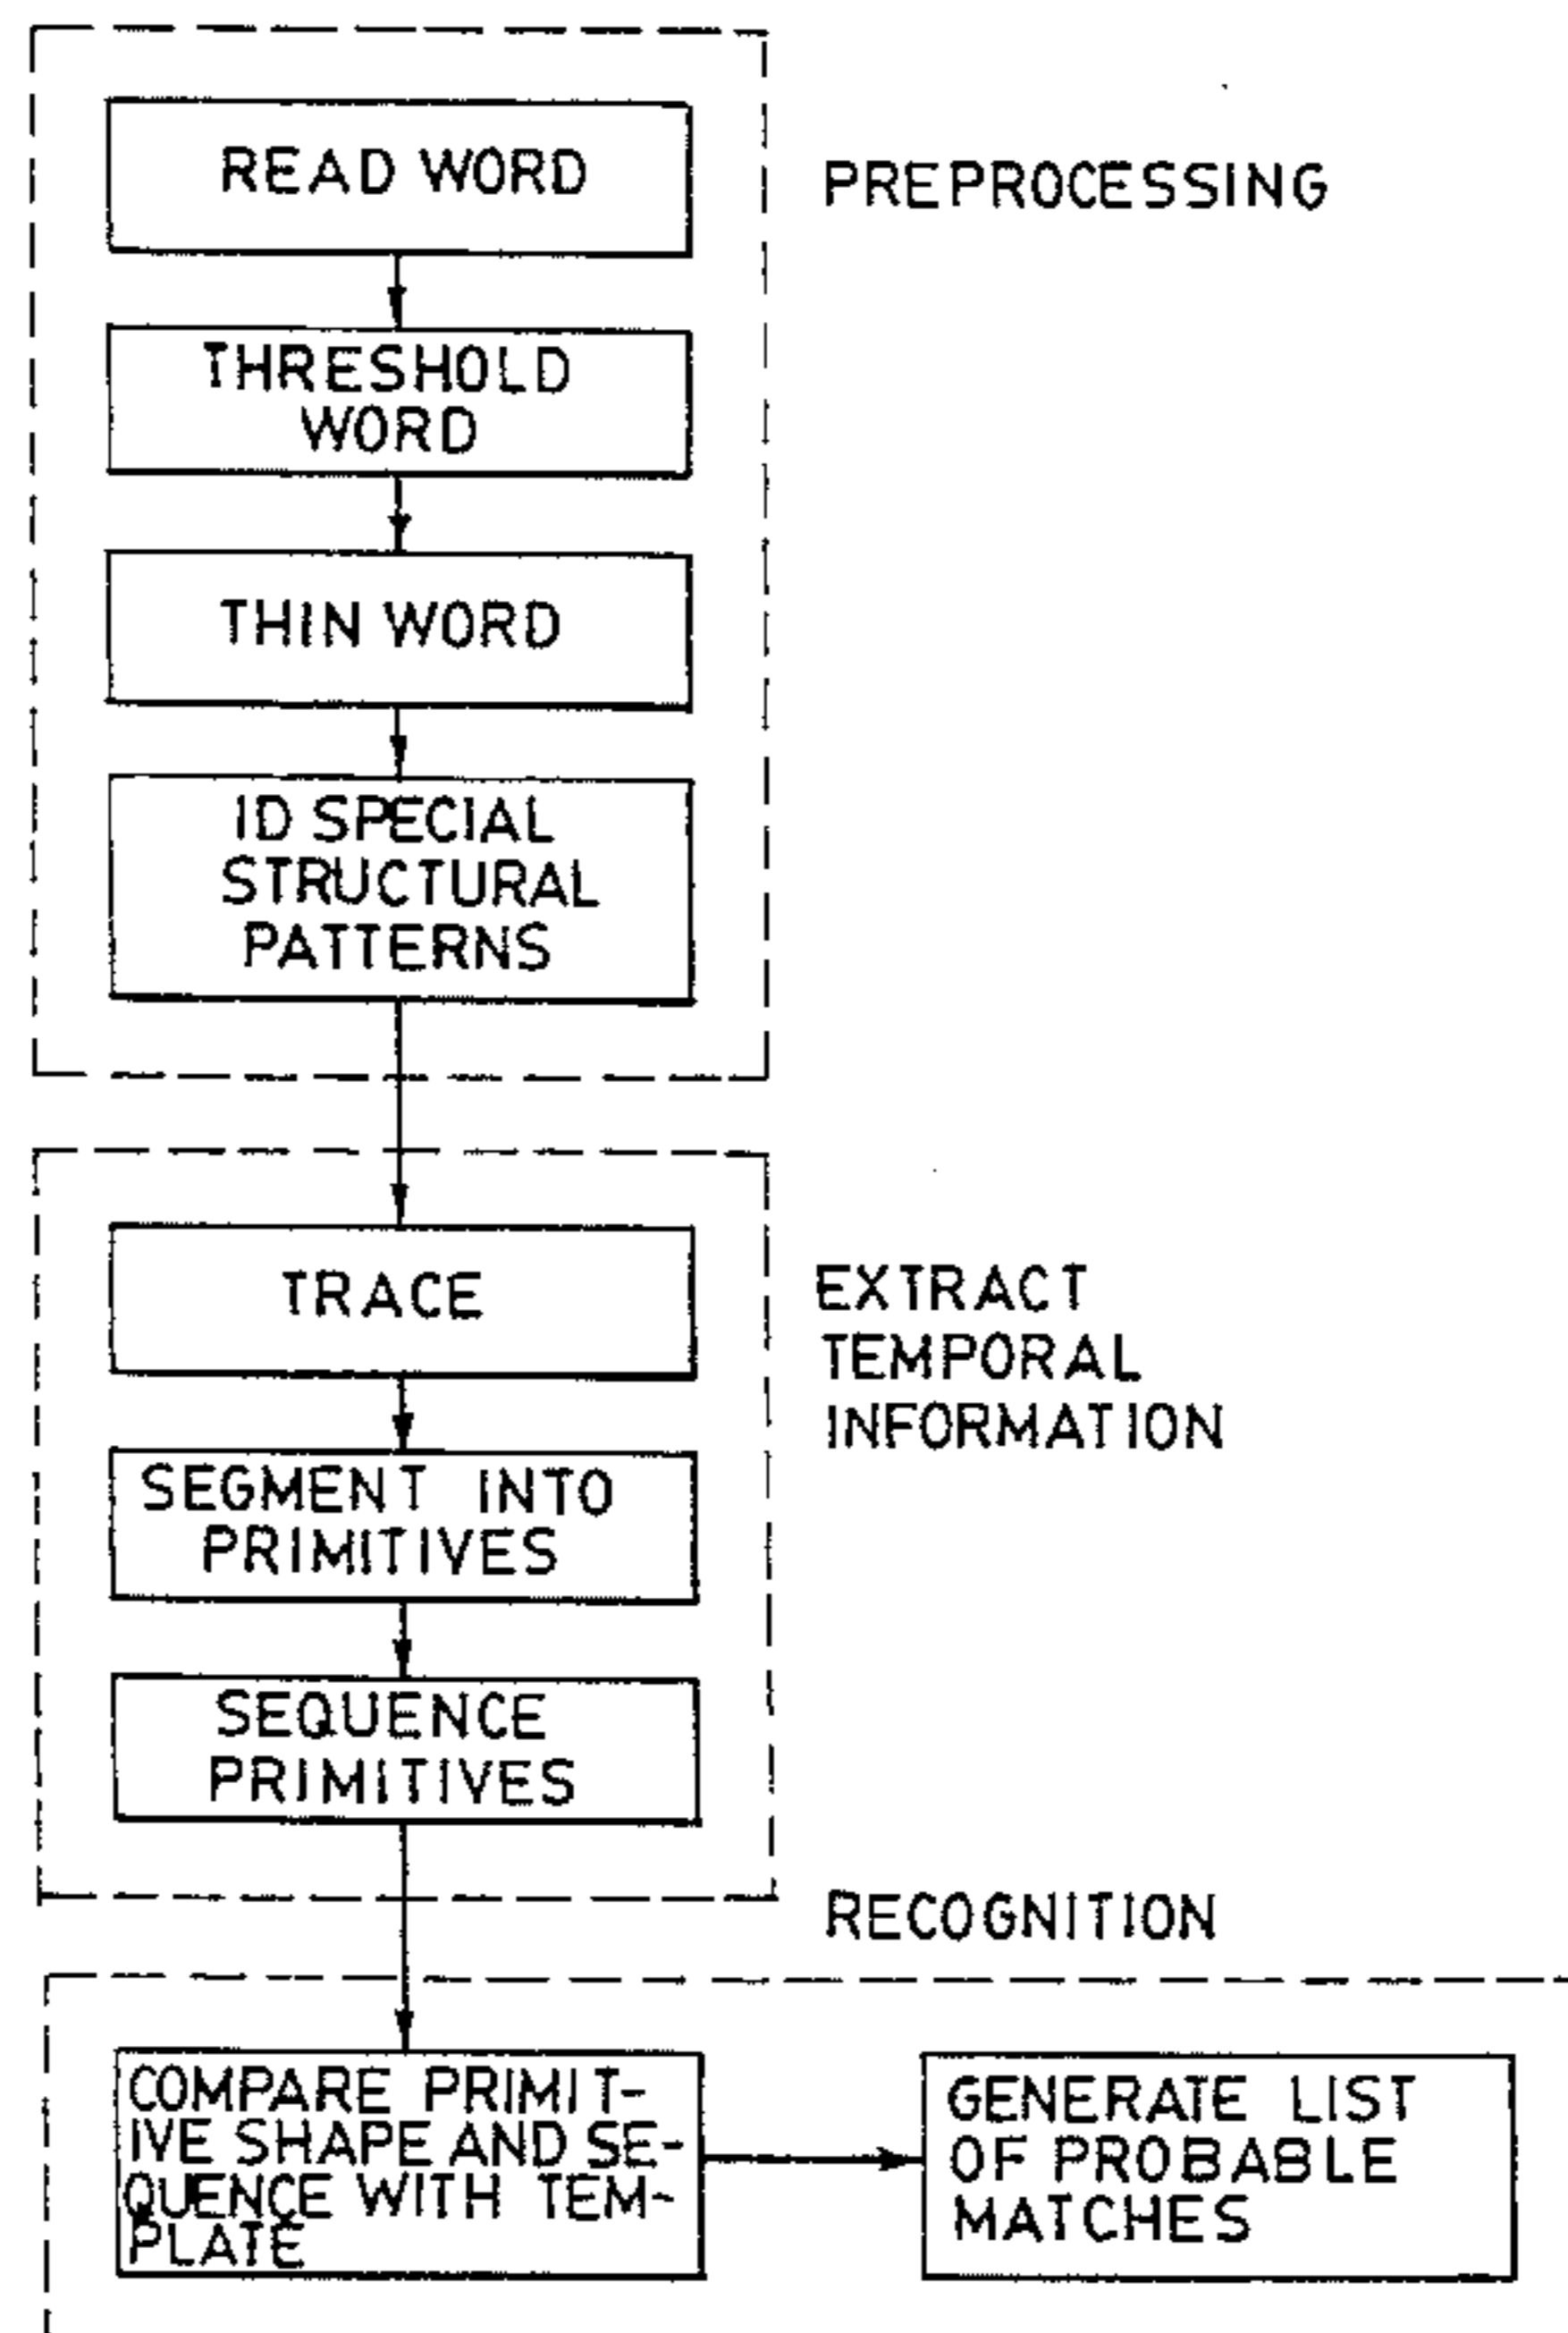 READ WORD
PREPROCESSING
THRESHOLD
WORD
THIN WORD
ID SPECIAL
STRUCTURAL
PATTERNS
TRACE
EXTRACT
TEMPORAL
INFORMATION
SEGMENT INTO
PRIMITIVES
SEQUENCE
PRIMITIVES
RECOGNITION
COMPARE PRIMIT-
IVE SHAPE AND SE-
QUENCE WITH TEM-
PLATE
GENERATE LIST
OF PROBABLE
MATCHES